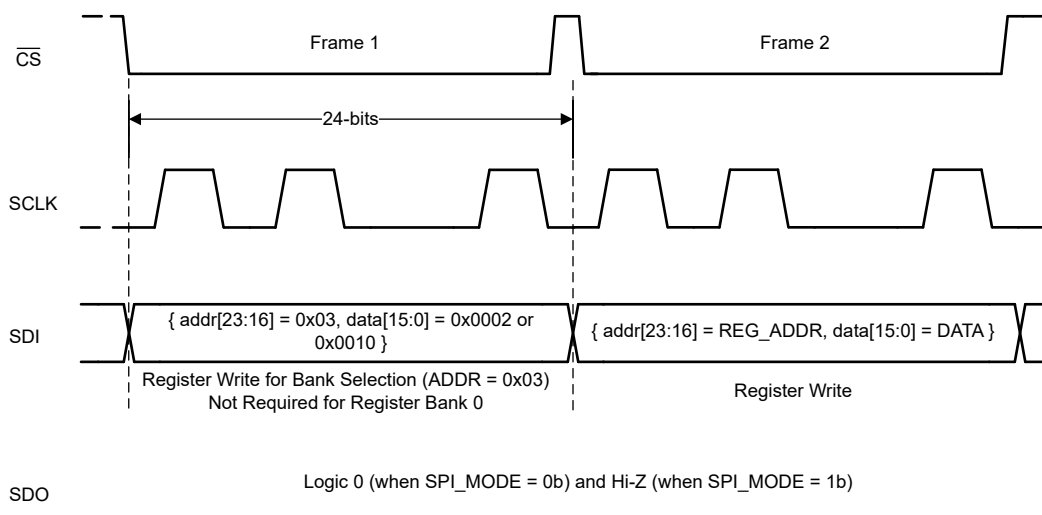 CS
Frame 1
Frame 2
24-bits
SCLK
SDI
{ addr[23:16] = 0x03, data[15:0] = 0x0002 or
0x0010 }
{ addr[23:16] = REG_ADDR, data[15:0] = DATA }
Register Write for Bank Selection (ADDR = 0x03)
Not Required for Register Bank 0
Register Write
SDO
Logic 0 (when SPI_MODE = 0b) and Hi-Z (when SPI_MODE = 1b)